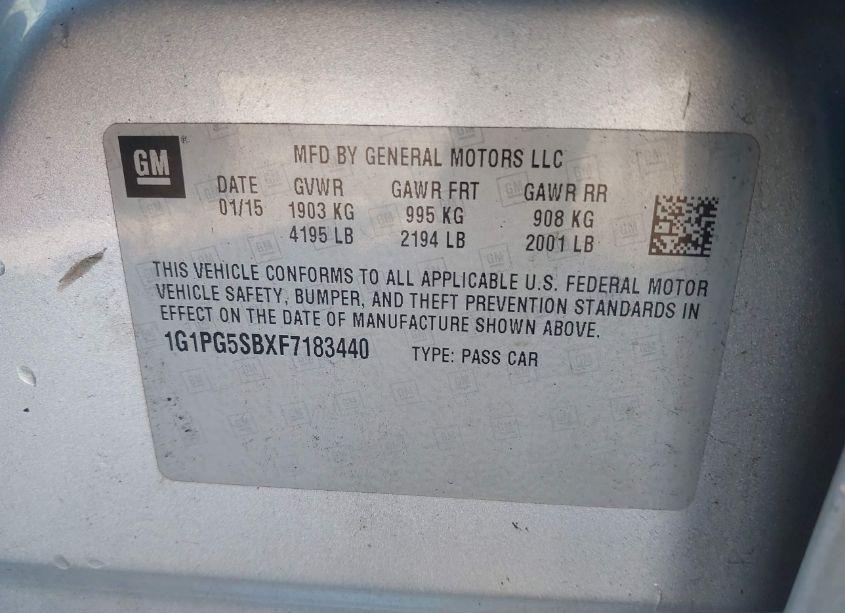 GM
MFD BY GENERAL MOTORS LLC
DATE GVWR GAWR FRT GAWR RR
01/15 1903 KG 995 KG 908 KG
4195 LB 2194 LB 2001 LB
THIS VEHICLE CONFORMS TO ALL APPLICABLE U.S. FEDERAL MOTOR
VEHICLE SAFETY, BUMPER, AND THEFT PREVENTION STANDARDS IN
EFFECT ON THE DATE OF MANUFACTURE SHOWN ABOVE.
1G1PG5SBXF7183440 TYPE: PASS CAR